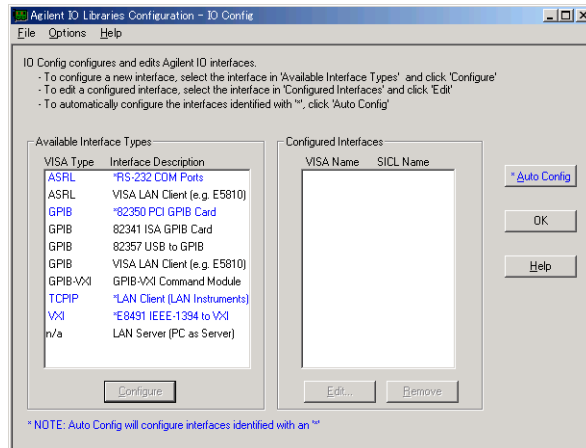 Agilent IO Libraries Configuration - IO Config
File Options Help
IO Config configures and edits Agilent IO interfaces.
- To configure a new interface, select the interface in 'Available Interface Types' and click 'Configure'
- To edit a configured interface, select the interface in 'Configured Interfaces' and click 'Edit'
- To automatically configure the interfaces identified with '*', click 'Auto Config'
Available Interface Types
VISA Type Interface Description
ASRL *RS-232 COM Ports
ASRL VISA LAN Client (e.g. E5810)
GPIB *82350 PCI GPIB Card
GPIB 82341 ISA GPIB Card
GPIB 82357 USB to GPIB
GPIB VISA LAN Client (e.g. E5810)
GPIB-VXI GPIB-VXI Command Module
TCPIP *LAN Client (LAN Instruments)
VXI *E8491 IEEE-1394 to VXI
n/a LAN Server (PC as Server)
Configure
Configured Interfaces
VISA Name SICL Name
Edit... Remove
* Auto Config
OK
Help
* NOTE: Auto Config will configure interfaces identified with an '*'